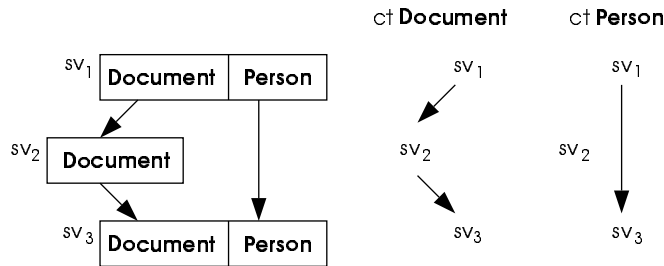 ct Document
ct Person
sv1 Document Person
sv1
sv1
sv2 Document
sv2
sv2
sv3 Document Person
sv3
sv3